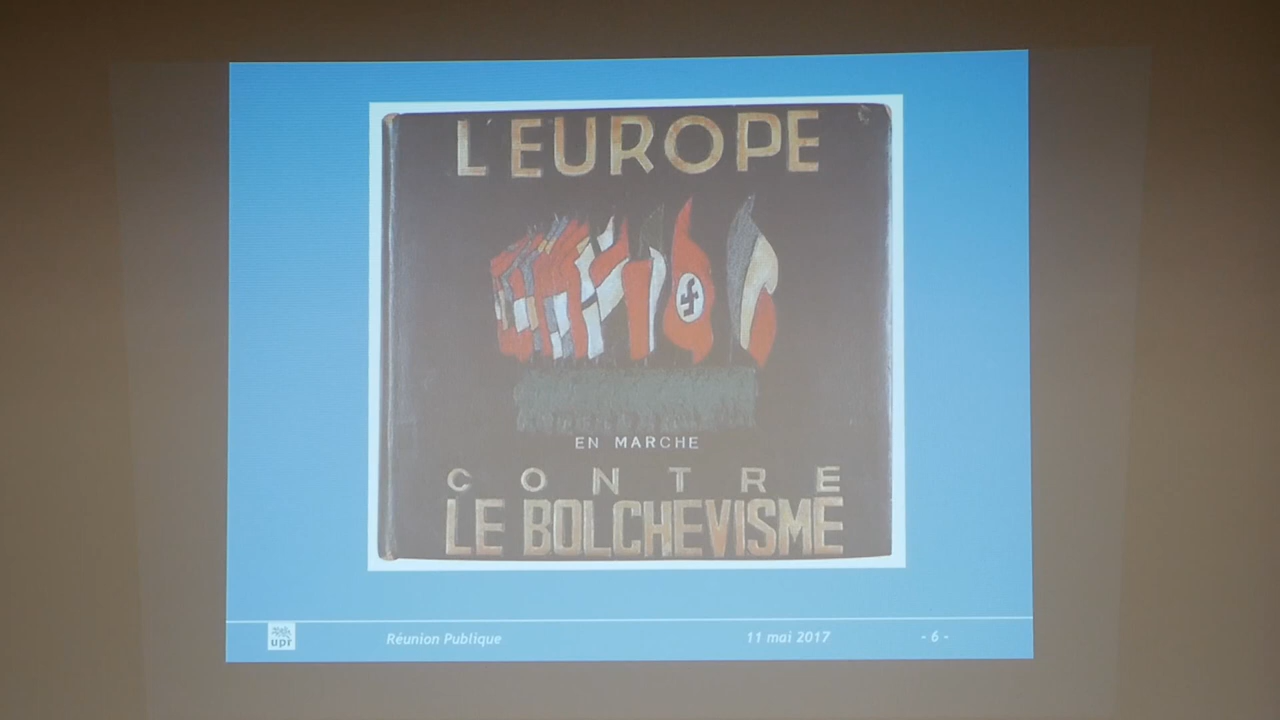 L'EUROPE
EN MARCHE
CONTRE
LE BOLCHEVISME
upr
Réunion Publique
11 mai 2017
- 6 -